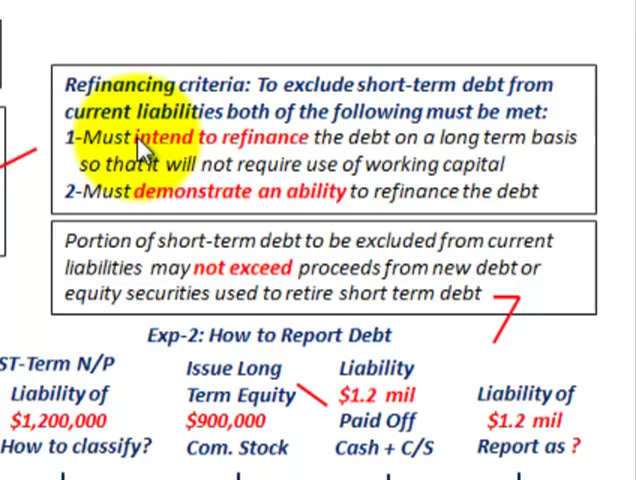 Refinancing criteria: To exclude short-term debt from
current liabilities both of the following must be met:
1-Must intend to refinance the debt on a long term basis
so that it will not require use of working capital
2-Must demonstrate an ability to refinance the debt
Portion of short-term debt to be excluded from current
liabilities may not exceed proceeds from new debt or
equity securities used to retire short term debt
Exp-2: How to Report Debt
ST-Term N/P
Liability of
$1,200,000
How to classify?
Issue Long
Term Equity
$900,000
Com. Stock
Liability
$1.2 mil
Paid Off
Cash + C/S
Liability of
$1.2 mil
Report as ?